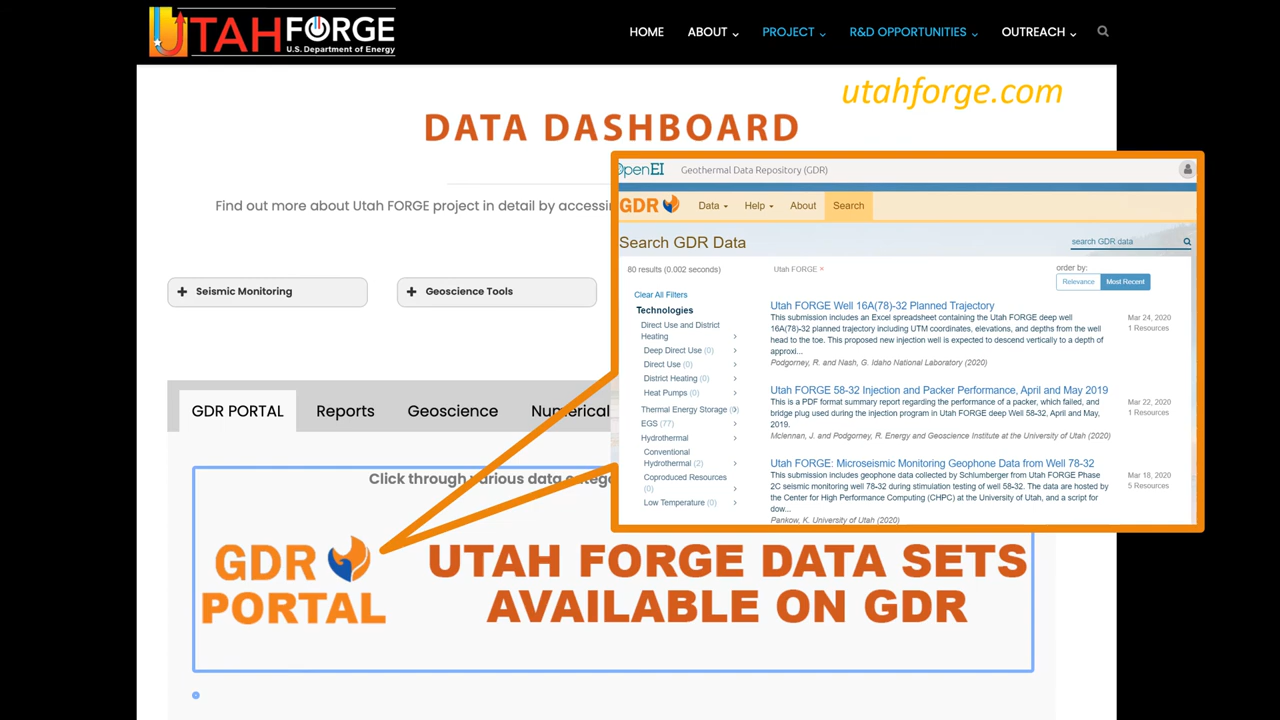 UTAH FORGE
U.S. Department of Energy
HOME ABOUT PROJECT R&D OPPORTUNITIES OUTREACH
utahforge.com
DATA DASHBOARD
Find out more about Utah FORGE project in detail by accessin
Seismic Monitoring
Geoscience Tools
GDR PORTAL Reports Geoscience Numerical
Click through various data catego
GDR
PORTAL
UTAH FORGE DATA SETS
AVAILABLE ON GDR
OpenEI Geothermal Data Repository (GDR)
GDR Data Help About Search
Search GDR Data
search GDR data
80 results (0.002 seconds)
Utah FORGE ×
order by:
Relevance Most Recent
Clear All Filters
Technologies
Direct Use and District
Heating
Deep Direct Use (0)
Direct Use (0)
District Heating (0)
Heat Pumps (0)
Thermal Energy Storage (0)
EGS (77)
Hydrothermal
Conventional
Hydrothermal (2)
Coproduced Resources
(0)
Low Temperature (0)
Utah FORGE Well 16A(78)-32 Planned Trajectory
This submission includes an Excel spreadsheet containing the Utah FORGE deep well
16A(78)-32 planned trajectory including UTM coordinates, elevations, and depths from the well
head to the toe. This proposed new injection well is expected to descend vertically to a depth of
approxi...
Podgorney, R. and Nash, G. Idaho National Laboratory (2020)
Mar 24, 2020
1 Resources
Utah FORGE 58-32 Injection and Packer Performance, April and May 2019
This is a PDF format summary report regarding the performance of a packer, which failed, and
bridge plug used during the injection program in Utah FORGE deep Well 58-32, April and May,
2019.
Mclennan, J. and Podgorney, R. Energy and Geoscience Institute at the University of Utah (2020)
Mar 22, 2020
1 Resources
Utah FORGE: Microseismic Monitoring Geophone Data from Well 78-32
This submission includes geophone data collected by Schlumberger from Utah FORGE Phase
2C seismic monitoring well 78-32 during stimulation testing of well 58-32. The data are hosted by
the Center for High Performance Computing (CHPC) at the University of Utah, and a script for
dow...
Pankow, K. University of Utah (2020)
Mar 18, 2020
5 Resources